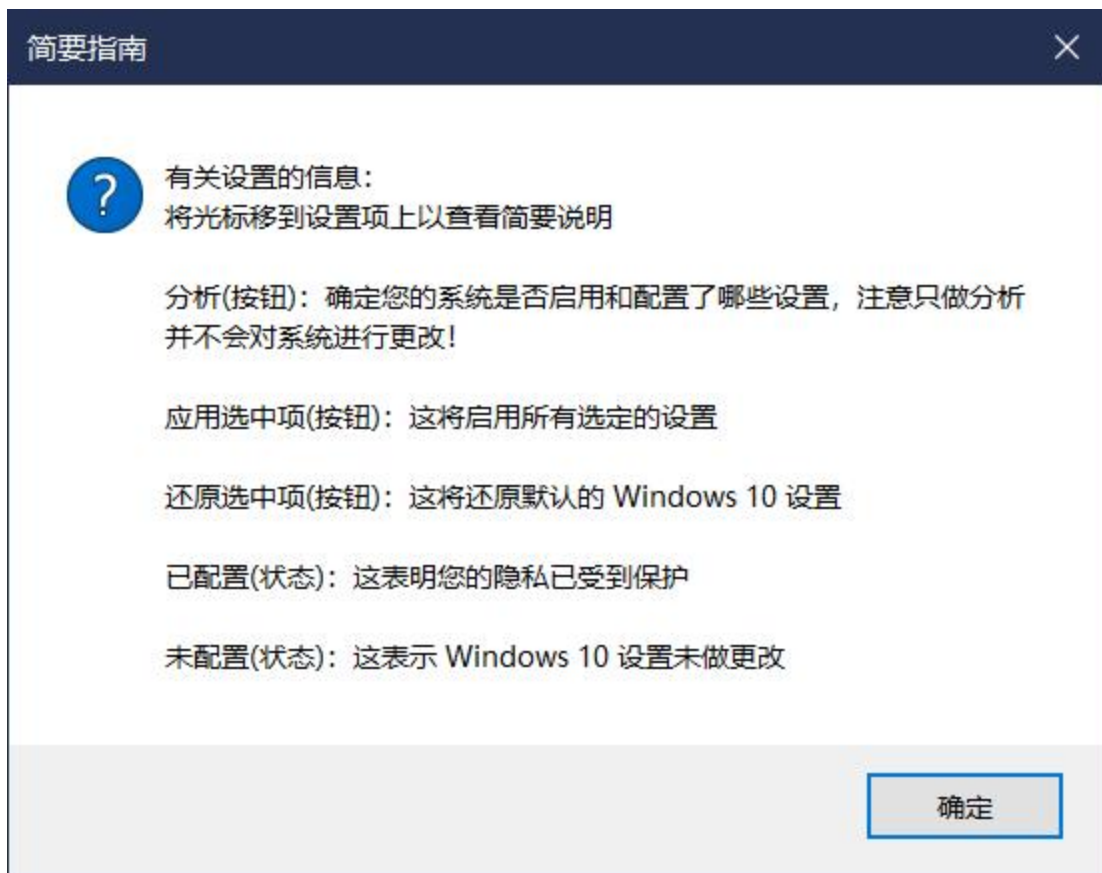 简要指南
?
有关设置的信息：
将光标移到设置项上以查看简要说明
分析(按钮)：确定您的系统是否启用和配置了哪些设置，注意只做分析
并不会对系统进行更改！
应用选中项(按钮)：这将启用所有选定的设置
还原选中项(按钮)：这将还原默认的 Windows 10 设置
已配置(状态)：这表明您的隐私已受到保护
未配置(状态)：这表示 Windows 10 设置未做更改
确定